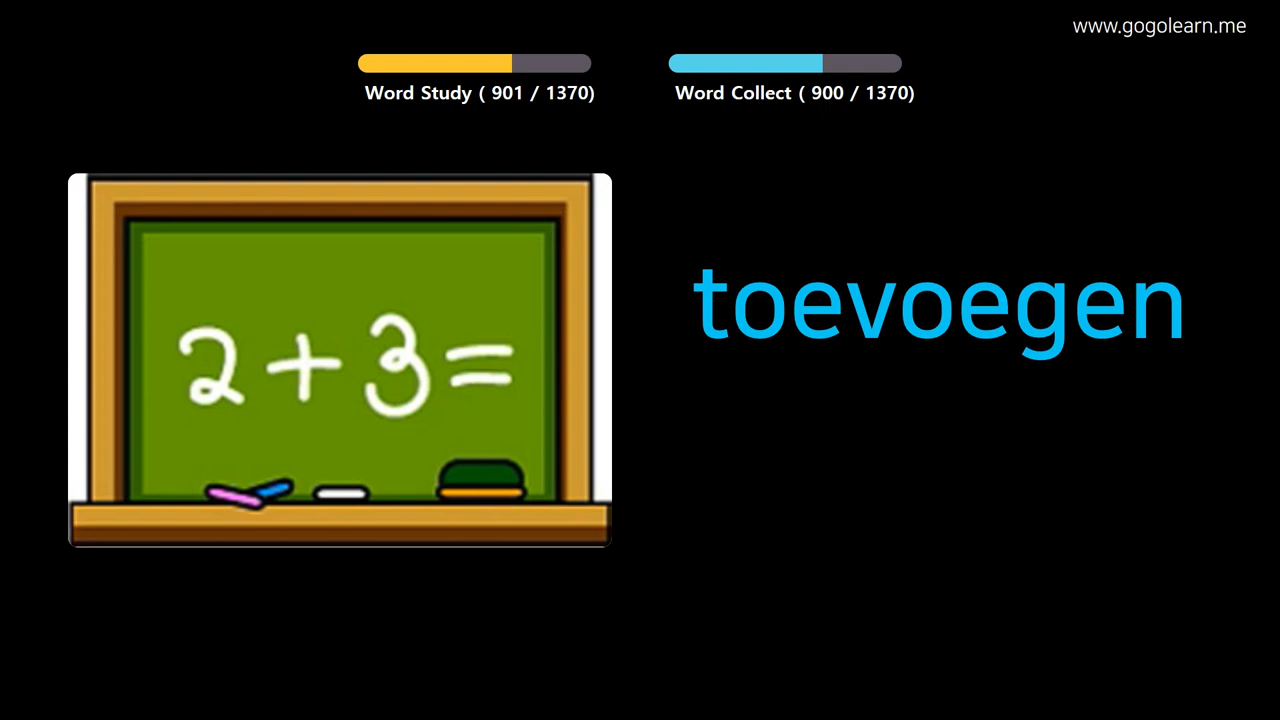 www.gogolearn.me
Word Study ( 901 / 1370)
Word Collect ( 900 / 1370)
2 + 3 =
toevoegen